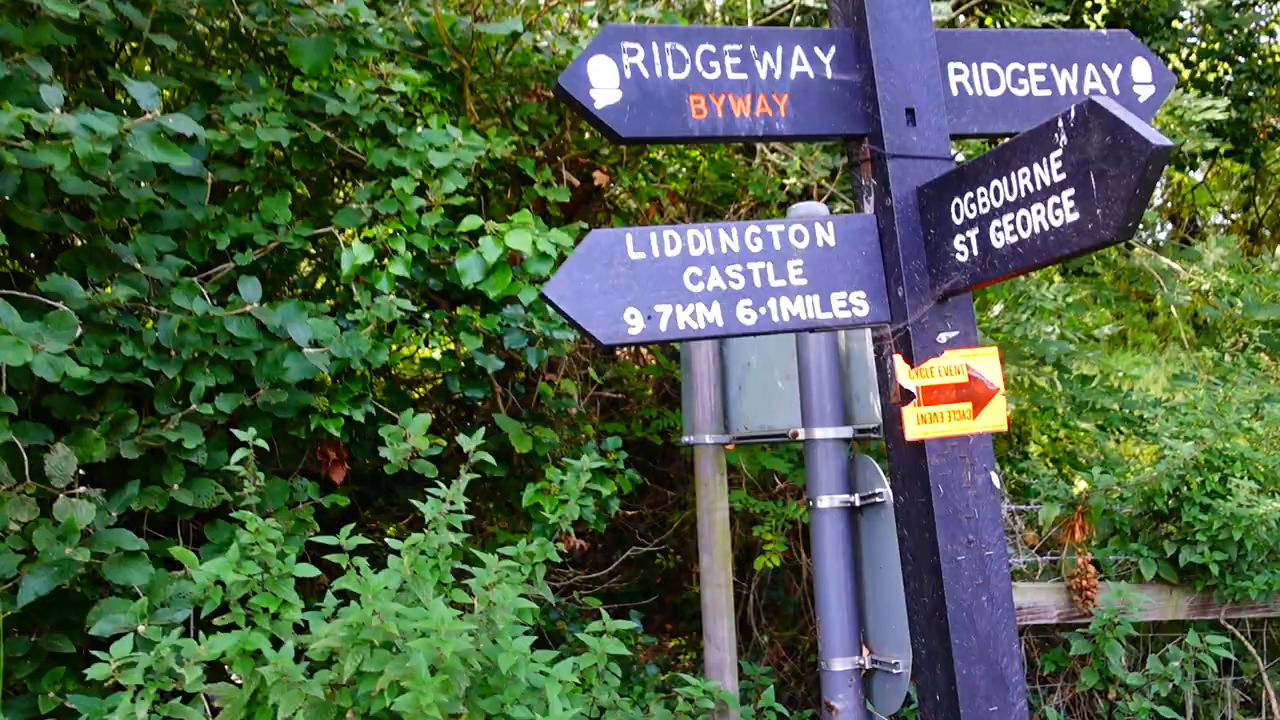 RIDGEWAY
BYWAY
RIDGEWAY
OGBOURNE
ST GEORGE
LIDDINGTON
CASTLE
9·7KM 6·1MILES
CYCLE EVENT
CYCLE EVENT